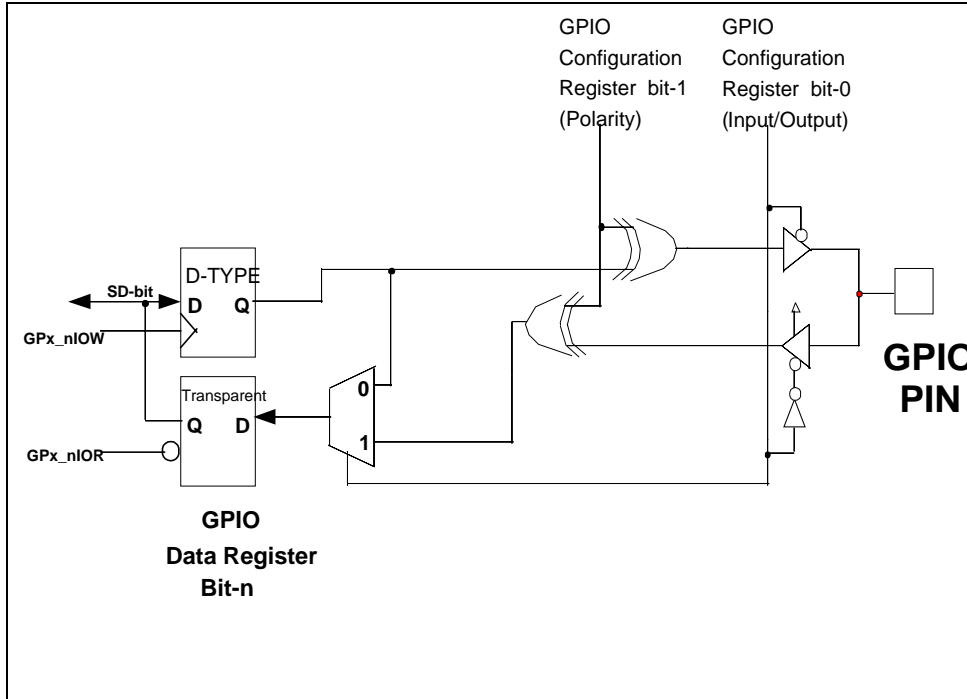 GPIO
Configuration
Register bit-1
(Polarity)
GPIO
Configuration
Register bit-0
(Input/Output)
D-TYPE
SD-bit
D Q
GPx_nIOW
Transparent
Q D
GPx_nIOR
0
1
GPIO
PIN
GPIO
Data Register
Bit-n